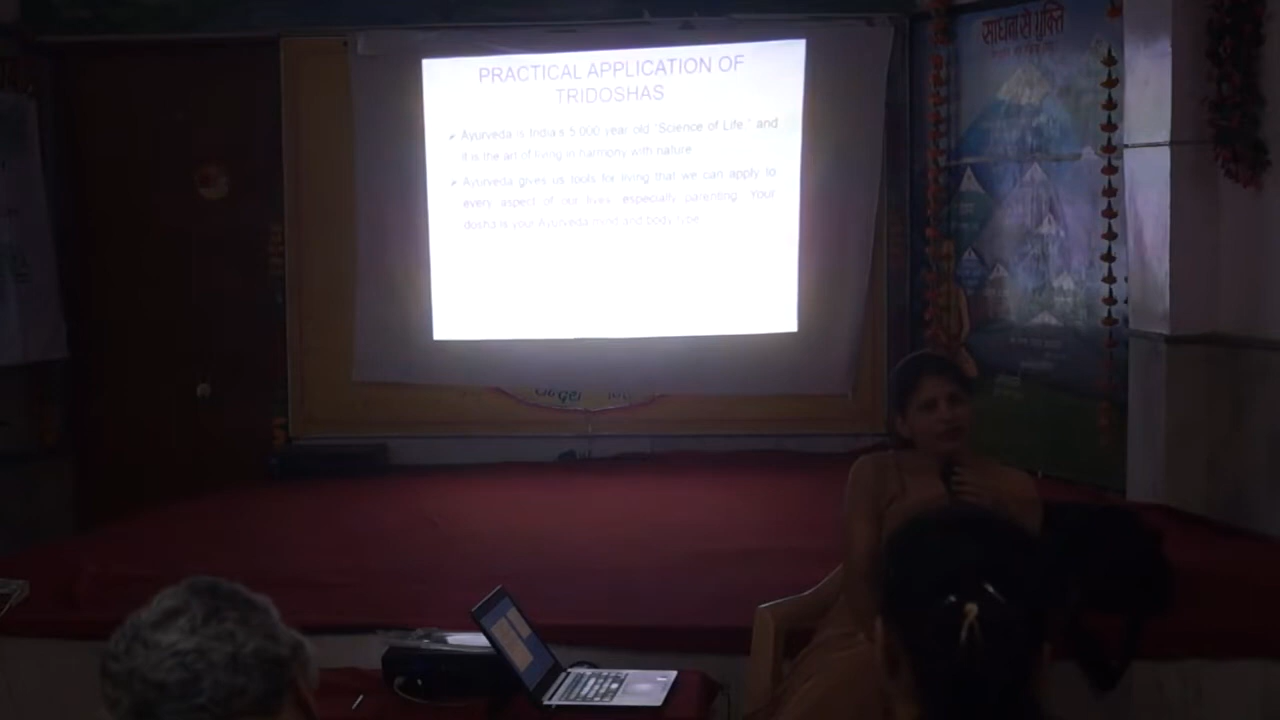 साधना से मुक्ति
PRACTICAL APPLICATION OF
TRIDOSHAS
Ayurveda is India's 5,000 year old "Science of Life" and
it is the art of living in harmony with nature
Ayurveda gives us tools for living that we can apply to
every aspect of our lives, especially parenting. Your
dosha is your Ayurveda mind and body type.